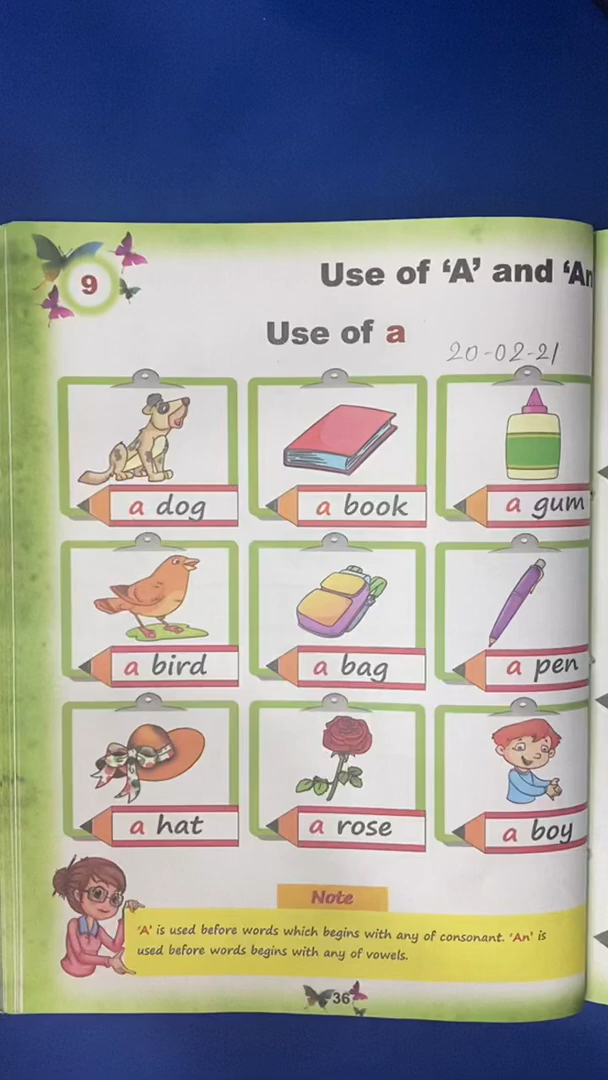 9
Use of ‘A’ and ‘An
Use of a
20-02-21
a dog
a book
a gum
a bird
a bag
a pen
a hat
a rose
a boy
Note
‘A’ is used before words which begins with any of consonant. ‘An’ is
used before words begins with any of vowels.
36